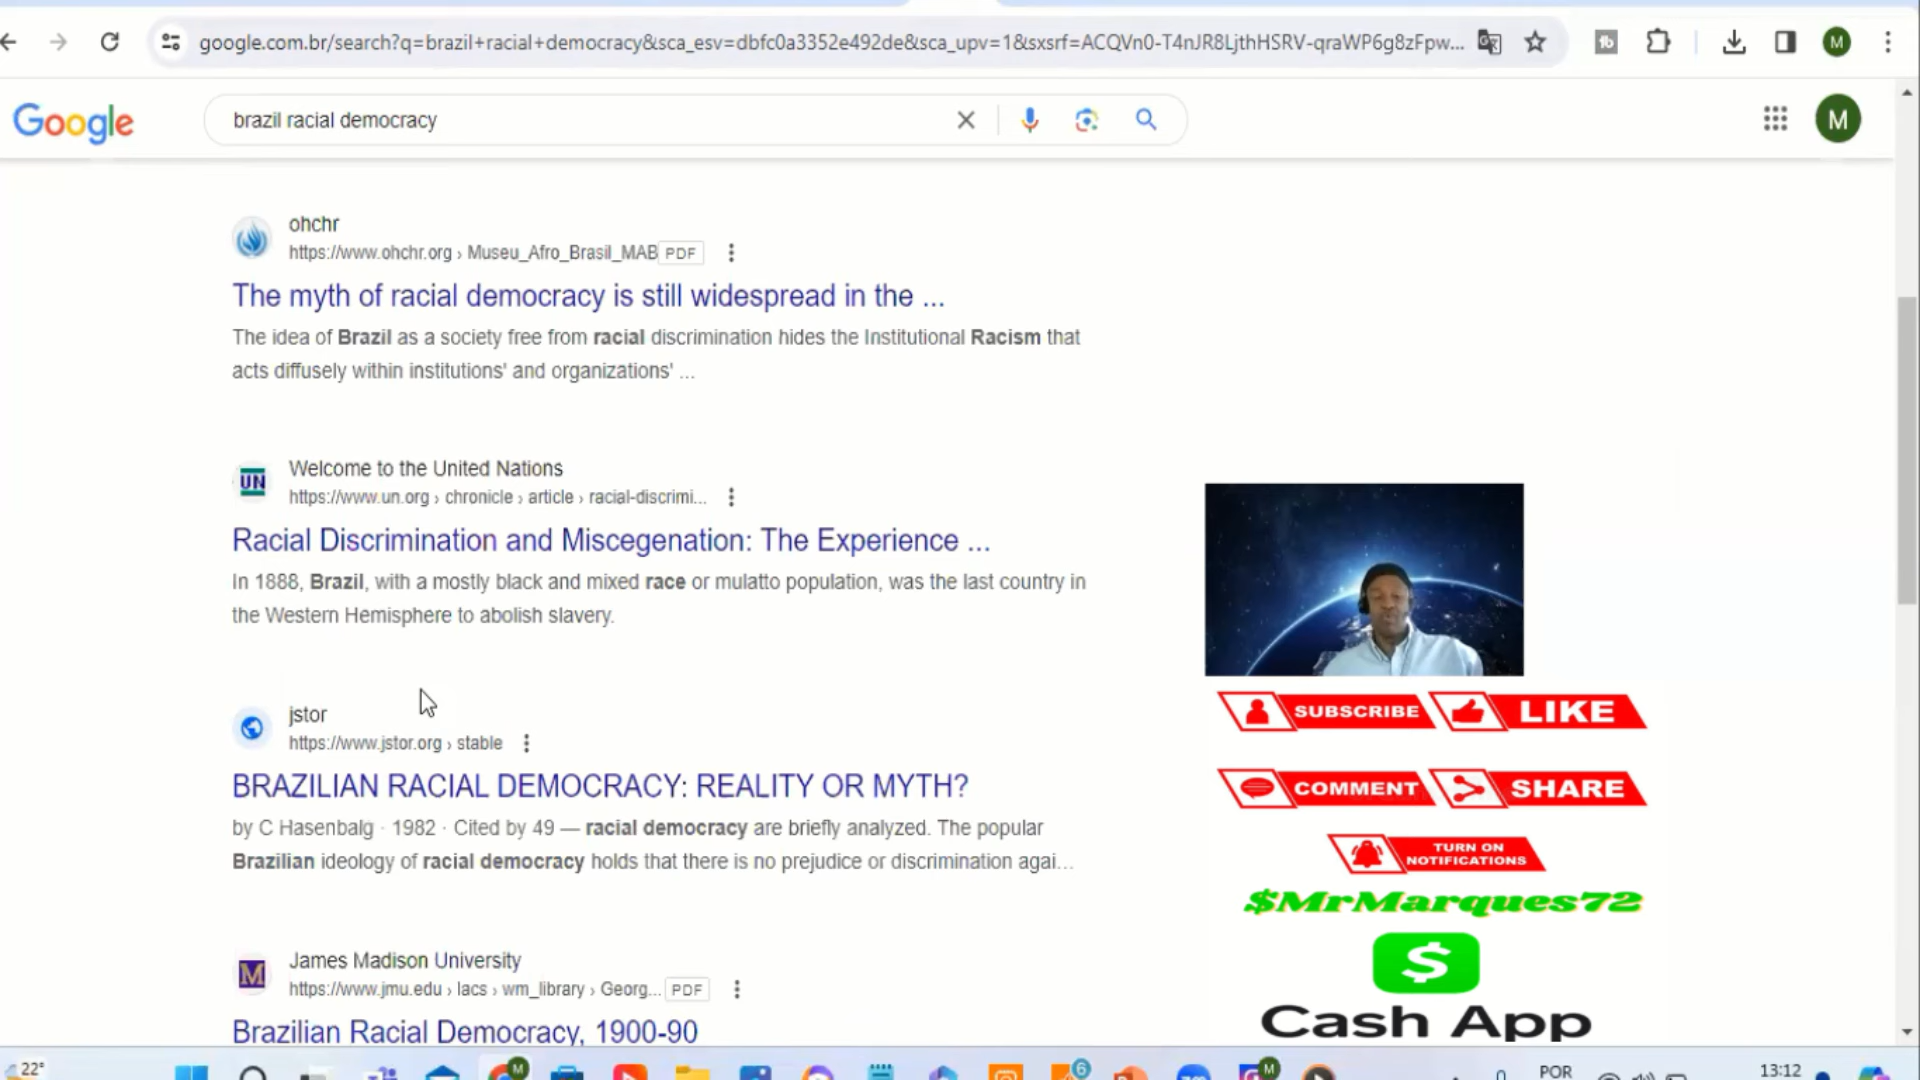 google.com.br/search?q=brazil+racial+democracy&sca_esv=dbfc0a3352e492de&sca_upv=1&sxsrf=ACQVn0-T4nJR8LjthHSRV-qraWP6g8zFpw...
M
Google
brazil racial democracy
M
ohchr
https://www.ohchr.org › Museu_Afro_Brasil_MAB PDF
The myth of racial democracy is still widespread in the ...
The idea of Brazil as a society free from racial discrimination hides the Institutional Racism that
acts diffusely within institutions' and organizations' ...
UN
Welcome to the United Nations
https://www.un.org › chronicle › article › racial-discrimi...
Racial Discrimination and Miscegenation: The Experience ...
In 1888, Brazil, with a mostly black and mixed race or mulatto population, was the last country in
the Western Hemisphere to abolish slavery.
jstor
https://www.jstor.org › stable
BRAZILIAN RACIAL DEMOCRACY: REALITY OR MYTH?
by C Hasenbalg · 1982 · Cited by 49 — racial democracy are briefly analyzed. The popular
Brazilian ideology of racial democracy holds that there is no prejudice or discrimination agai...
M
James Madison University
https://www.jmu.edu › lacs › wm_library › Georg... PDF
Brazilian Racial Democracy, 1900-90
SUBSCRIBE
LIKE
COMMENT
SHARE
TURN ON
NOTIFICATIONS
$MrMarques72
$
Cash App
22°
M
6
M
POR
13:12